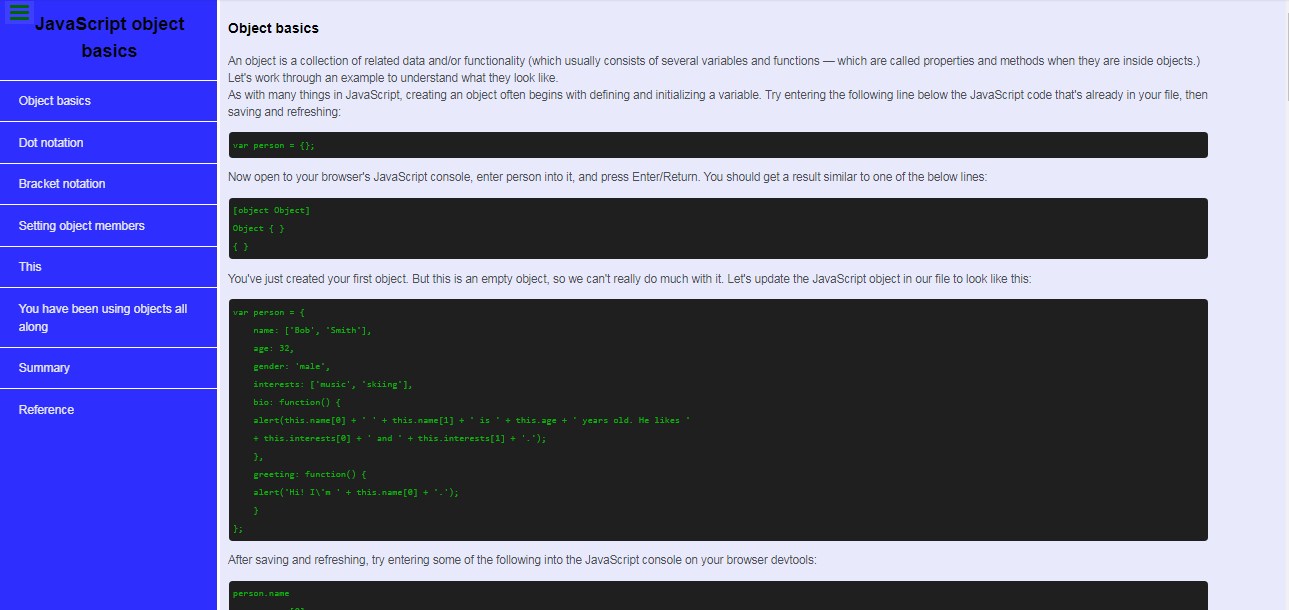 JavaScript object
basics
Object basics
Dot notation
Bracket notation
Setting object members
This
You have been using objects all
along
Summary
Reference
Object basics
An object is a collection of related data and/or functionality (which usually consists of several variables and functions — which are called properties and methods when they are inside objects.)
Let's work through an example to understand what they look like.
As with many things in JavaScript, creating an object often begins with defining and initializing a variable. Try entering the following line below the JavaScript code that's already in your file, then
saving and refreshing:
var person = {};
Now open to your browser's JavaScript console, enter person into it, and press Enter/Return. You should get a result similar to one of the below lines:
[object Object]
Object { }
{ }
You've just created your first object. But this is an empty object, so we can't really do much with it. Let's update the JavaScript object in our file to look like this:
var person = {
name: ['Bob', 'Smith'],
age: 32,
gender: 'male',
interests: ['music', 'skiing'],
bio: function() {
alert(this.name[0] + ' ' + this.name[1] + ' is ' + this.age + ' years old. He likes '
+ this.interests[0] + ' and ' + this.interests[1] + '.');
},
greeting: function() {
alert('Hi! I\'m ' + this.name[0] + '.');
}
};
After saving and refreshing, try entering some of the following into the JavaScript console on your browser devtools:
person.name